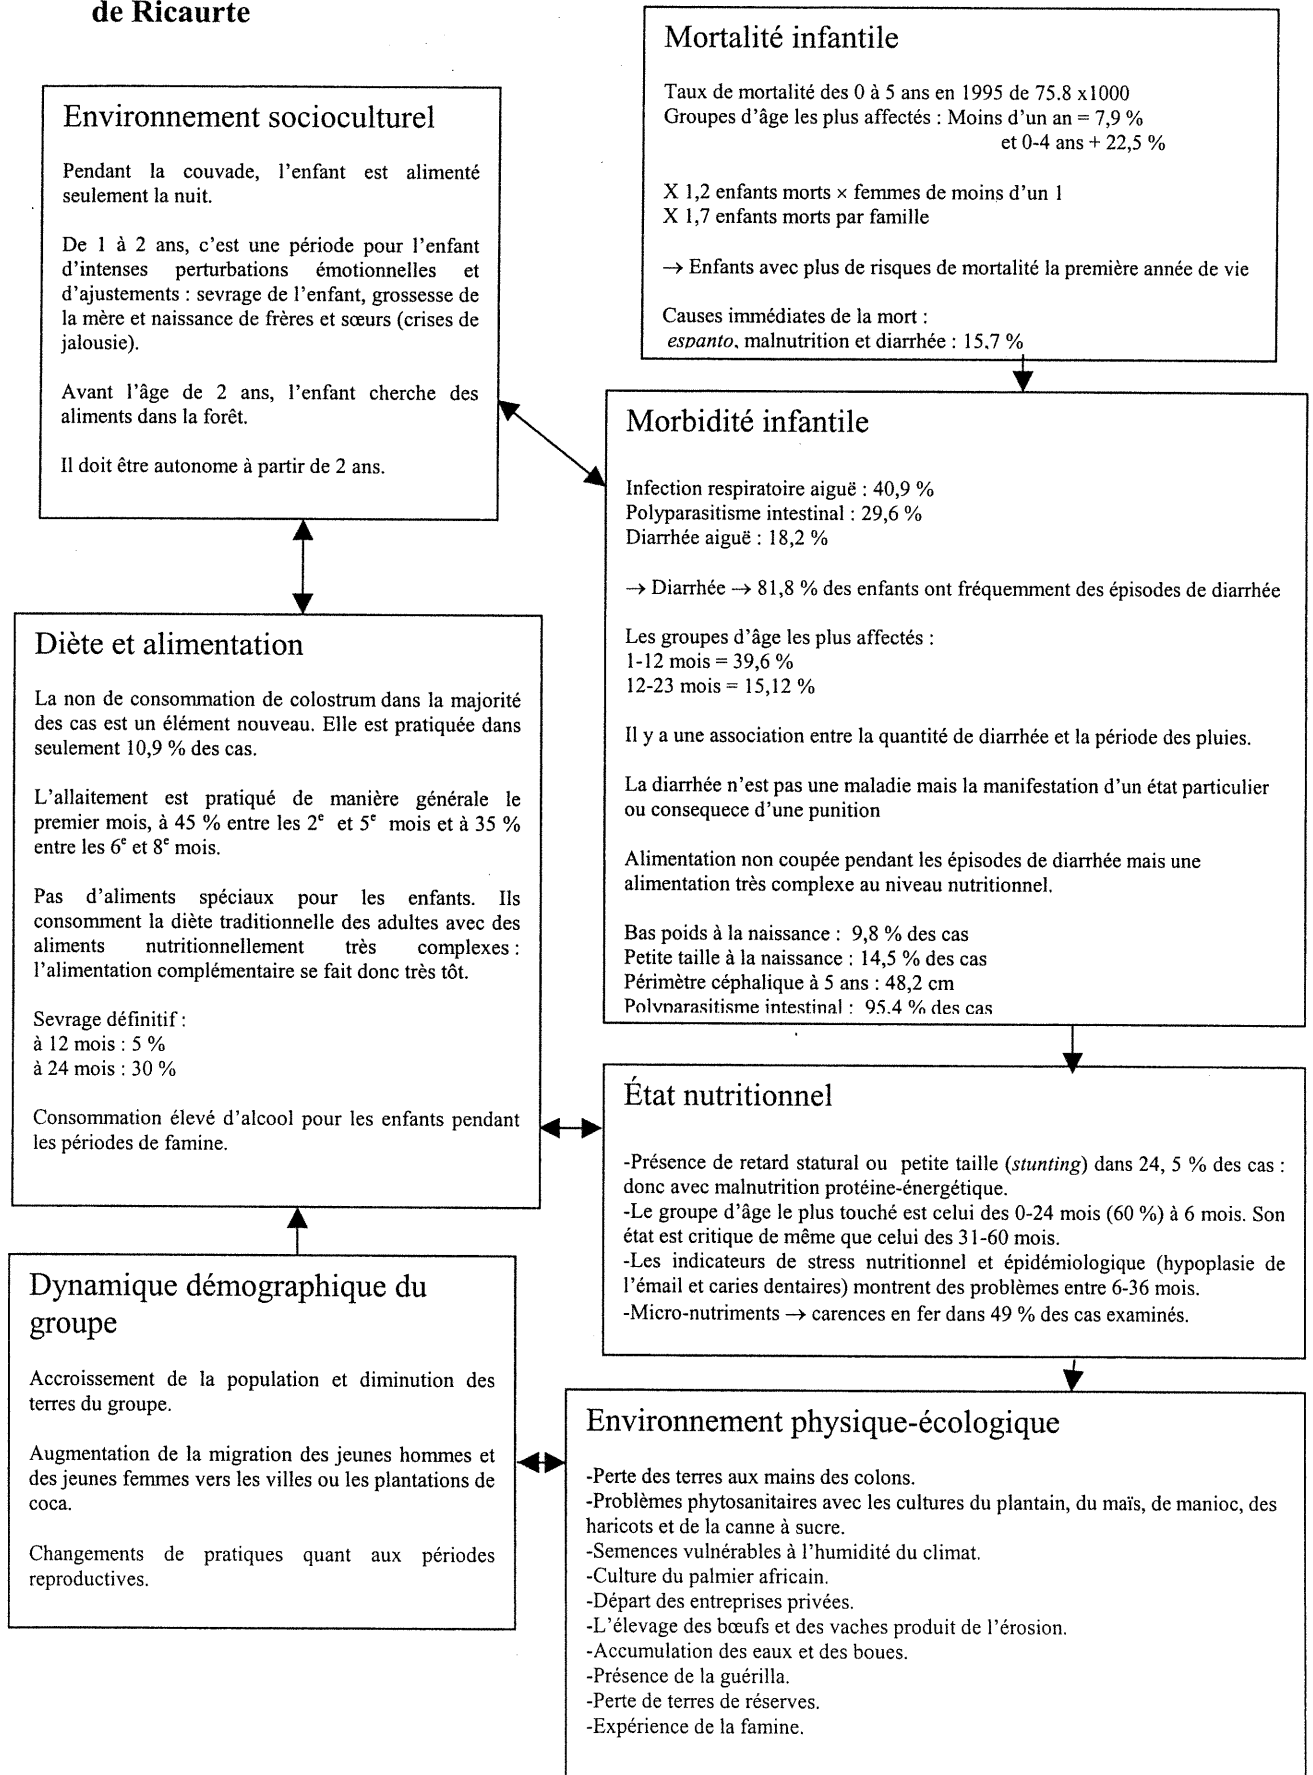 de Ricaurte
Mortalité infantile
Taux de mortalité des 0 à 5 ans en 1995 de 75.8 x1000
Groupes d'âge les plus affectés : Moins d'un an = 7,9 %
et 0-4 ans + 22,5 %
X 1,2 enfants morts × femmes de moins d'un 1
X 1,7 enfants morts par famille
→ Enfants avec plus de risques de mortalité la première année de vie
Causes immédiates de la mort :
espanto, malnutrition et diarrhée : 15,7 %
Environnement socioculturel
Pendant la couvade, l'enfant est alimenté
seulement la nuit.
De 1 à 2 ans, c'est une période pour l'enfant
d'intenses perturbations émotionnelles et
d'ajustements : sevrage de l'enfant, grossesse de
la mère et naissance de frères et sœurs (crises de
jalousie).
Avant l'âge de 2 ans, l'enfant cherche des
aliments dans la forêt.
Il doit être autonome à partir de 2 ans.
Morbidité infantile
Infection respiratoire aiguë : 40,9 %
Polyparasitisme intestinal : 29,6 %
Diarrhée aiguë : 18,2 %
→ Diarrhée → 81,8 % des enfants ont fréquemment des épisodes de diarrhée
Les groupes d'âge les plus affectés :
1-12 mois = 39,6 %
12-23 mois = 15,12 %
Il y a une association entre la quantité de diarrhée et la période des pluies.
La diarrhée n'est pas une maladie mais la manifestation d'un état particulier
ou consequece d'une punition
Alimentation non coupée pendant les épisodes de diarrhée mais une
alimentation très complexe au niveau nutritionnel.
Bas poids à la naissance : 9,8 % des cas
Petite taille à la naissance : 14,5 % des cas
Périmètre céphalique à 5 ans : 48,2 cm
Polyparasitisme intestinal : 95,4 % des cas
Diète et alimentation
La non de consommation de colostrum dans la majorité
des cas est un élément nouveau. Elle est pratiquée dans
seulement 10,9 % des cas.
L'allaitement est pratiqué de manière générale le
premier mois, à 45 % entre les 2e et 5e mois et à 35 %
entre les 6e et 8e mois.
Pas d'aliments spéciaux pour les enfants. Ils
consomment la diète traditionnelle des adultes avec des
aliments nutritionnellement très complexes :
l'alimentation complémentaire se fait donc très tôt.
Sevrage définitif :
à 12 mois : 5 %
à 24 mois : 30 %
Consommation élevé d'alcool pour les enfants pendant
les périodes de famine.
État nutritionnel
-Présence de retard statural ou petite taille (stunting) dans 24, 5 % des cas :
donc avec malnutrition protéine-énergétique.
-Le groupe d'âge le plus touché est celui des 0-24 mois (60 %) à 6 mois. Son
état est critique de même que celui des 31-60 mois.
-Les indicateurs de stress nutritionnel et épidémiologique (hypoplasie de
l'émail et caries dentaires) montrent des problèmes entre 6-36 mois.
-Micro-nutriments → carences en fer dans 49 % des cas examinés.
Dynamique démographique du
groupe
Accroissement de la population et diminution des
terres du groupe.
Augmentation de la migration des jeunes hommes et
des jeunes femmes vers les villes ou les plantations de
coca.
Changements de pratiques quant aux périodes
reproductives.
Environnement physique-écologique
-Perte des terres aux mains des colons.
-Problèmes phytosanitaires avec les cultures du plantain, du maïs, de manioc, des
haricots et de la canne à sucre.
-Semences vulnérables à l'humidité du climat.
-Culture du palmier africain.
-Départ des entreprises privées.
-L'élevage des bœufs et des vaches produit de l'érosion.
-Accumulation des eaux et des boues.
-Présence de la guérilla.
-Perte de terres de réserves.
-Expérience de la famine.